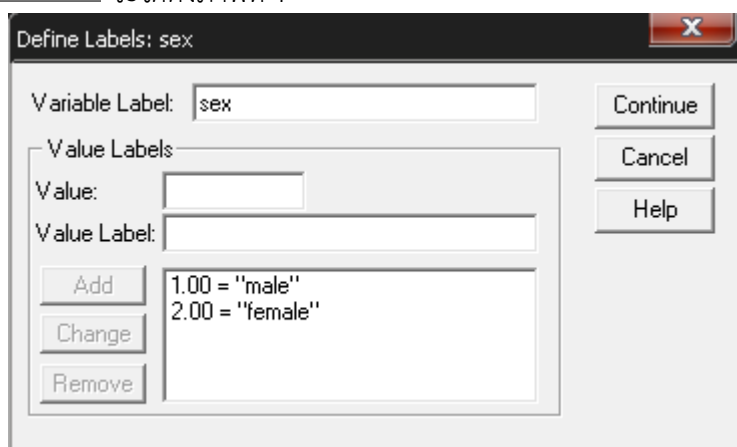 Define Labels: sex
Variable Label: sex
Continue
Value Labels
Cancel
Value:
Help
Value Label:
Add
1.00 = "male"
2.00 = "female"
Change
Remove